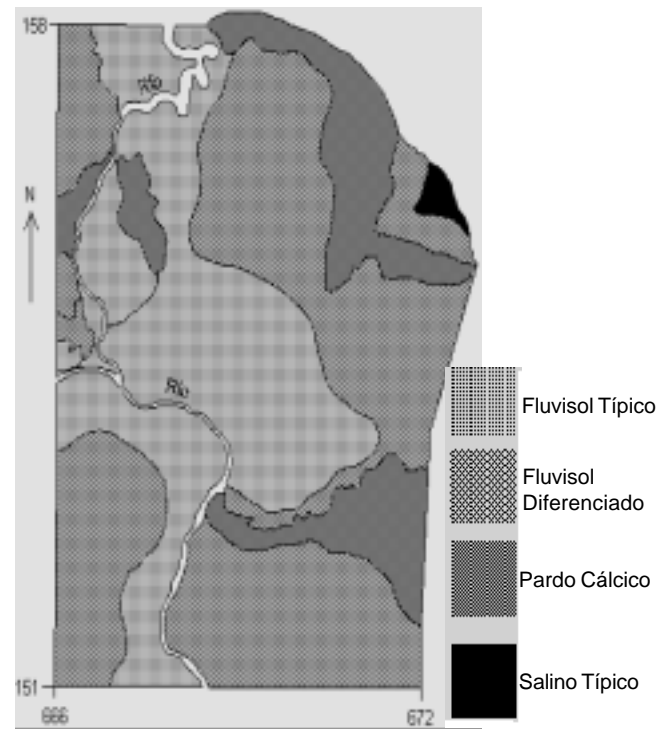 158
Río
N
Río
Fluvisol Típico
Fluvisol
Diferenciado
Pardo Cálcico
Salino Típico
151
666
672